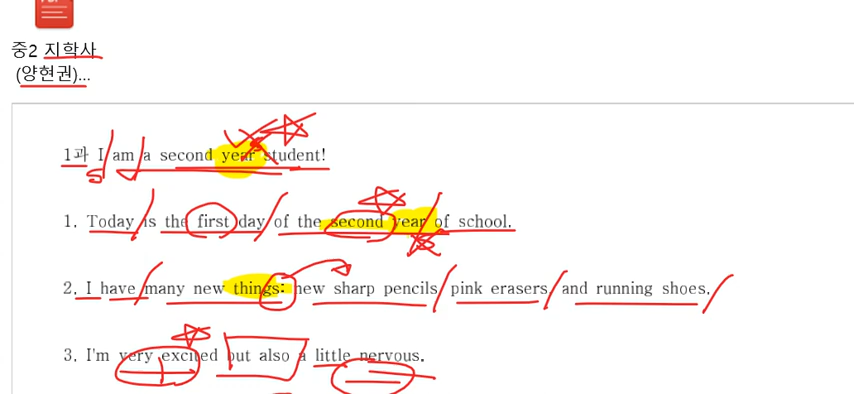 중2 지학사
(양현권)...
1과 I am a second year student!
1. Today is the first day of the second year of school.
2. I have many new things: new sharp pencils, pink erasers, and running shoes.
3. I'm very excited but also a little nervous.